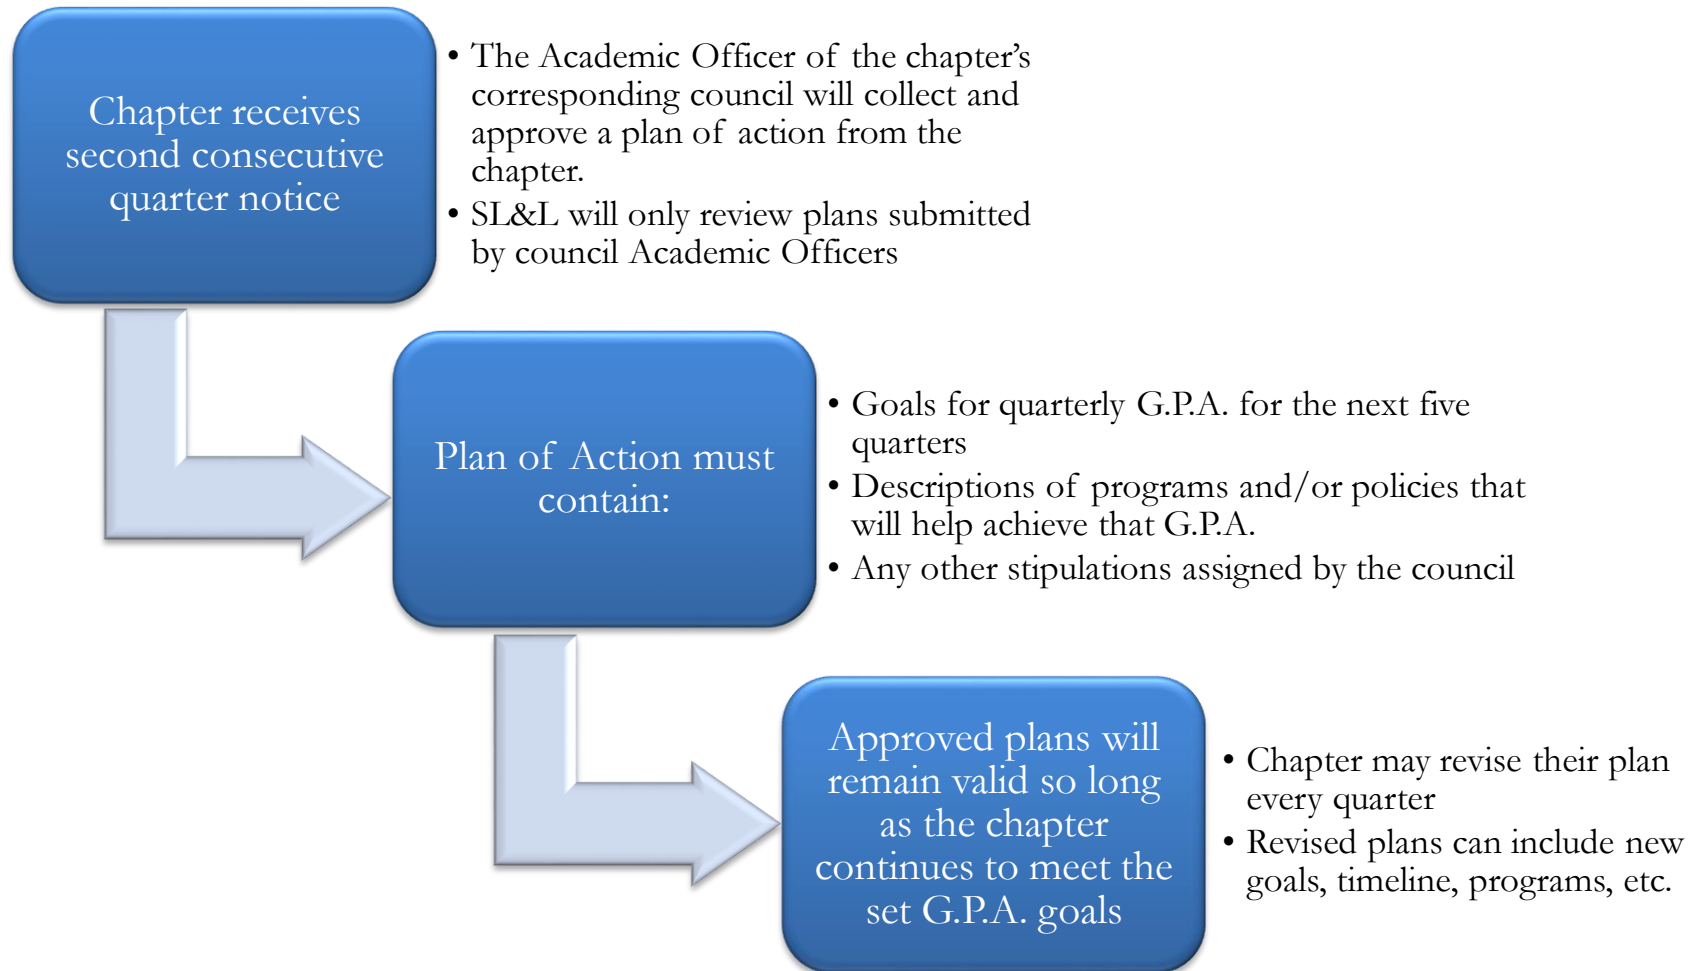 Chapter receives
second consecutive
quarter notice
• The Academic Officer of the chapter’s
corresponding council will collect and
approve a plan of action from the
chapter.
• SL&L will only review plans submitted
by council Academic Officers
Plan of Action must
contain:
• Goals for quarterly G.P.A. for the next five
quarters
• Descriptions of programs and/or policies that
will help achieve that G.P.A.
• Any other stipulations assigned by the council
Approved plans will
remain valid so long
as the chapter
continues to meet the
set G.P.A. goals
• Chapter may revise their plan
every quarter
• Revised plans can include new
goals, timeline, programs, etc.